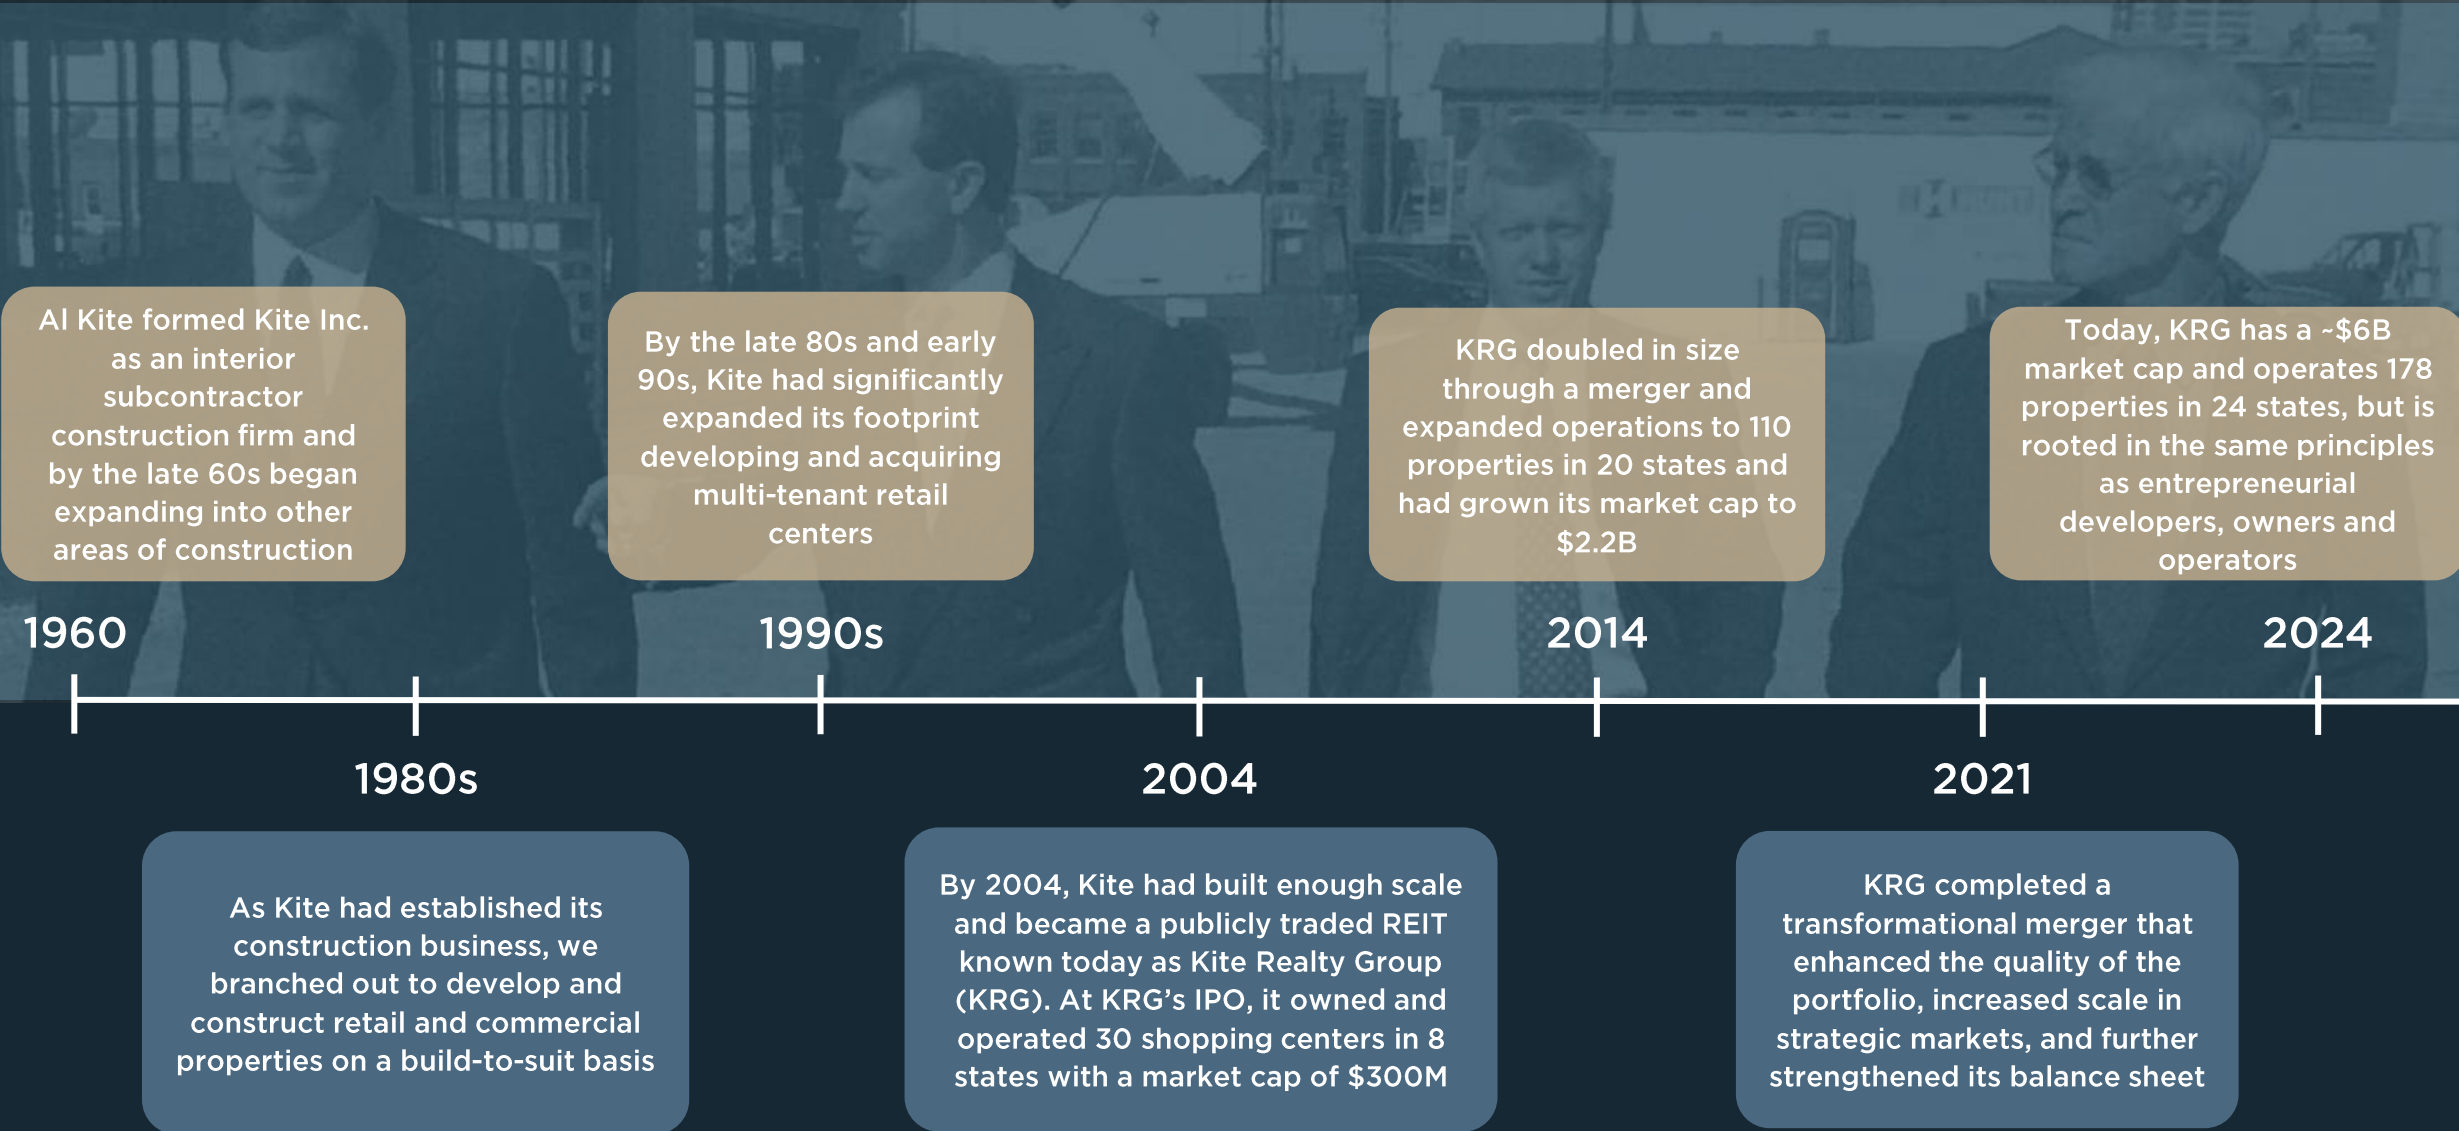 Al Kite formed Kite Inc.
as an interior
subcontractor
construction firm and
by the late 60s began
expanding into other
areas of construction
By the late 80s and early
90s, Kite had significantly
expanded its footprint
developing and acquiring
multi-tenant retail
centers
KRG doubled in size
through a merger and
expanded operations to 110
properties in 20 states and
had grown its market cap to
$2.2B
Today, KRG has a ~$6B
market cap and operates 178
properties in 24 states, but is
rooted in the same principles
as entrepreneurial
developers, owners and
operators
1960
1990s
2014
2024
1980s
2004
2021
As Kite had established its
construction business, we
branched out to develop and
construct retail and commercial
properties on a build-to-suit basis
By 2004, Kite had built enough scale
and became a publicly traded REIT
known today as Kite Realty Group
(KRG). At KRG’s IPO, it owned and
operated 30 shopping centers in 8
states with a market cap of $300M
KRG completed a
transformational merger that
enhanced the quality of the
portfolio, increased scale in
strategic markets, and further
strengthened its balance sheet